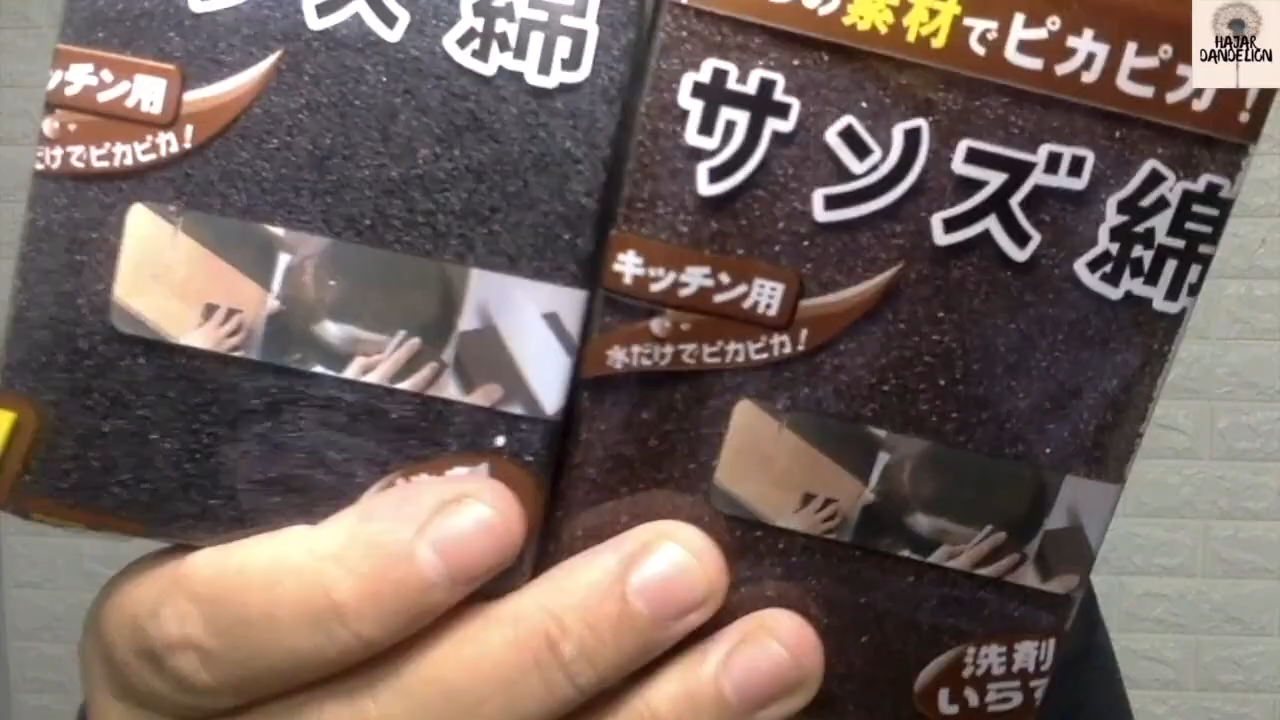 ンズ綿
ッチン用
だけでピカピカ!
の素材でピカピカ!
サンズ綿
キッチン用
水だけでピカピカ!
洗剤
いらず
HAJAR
DANDELION